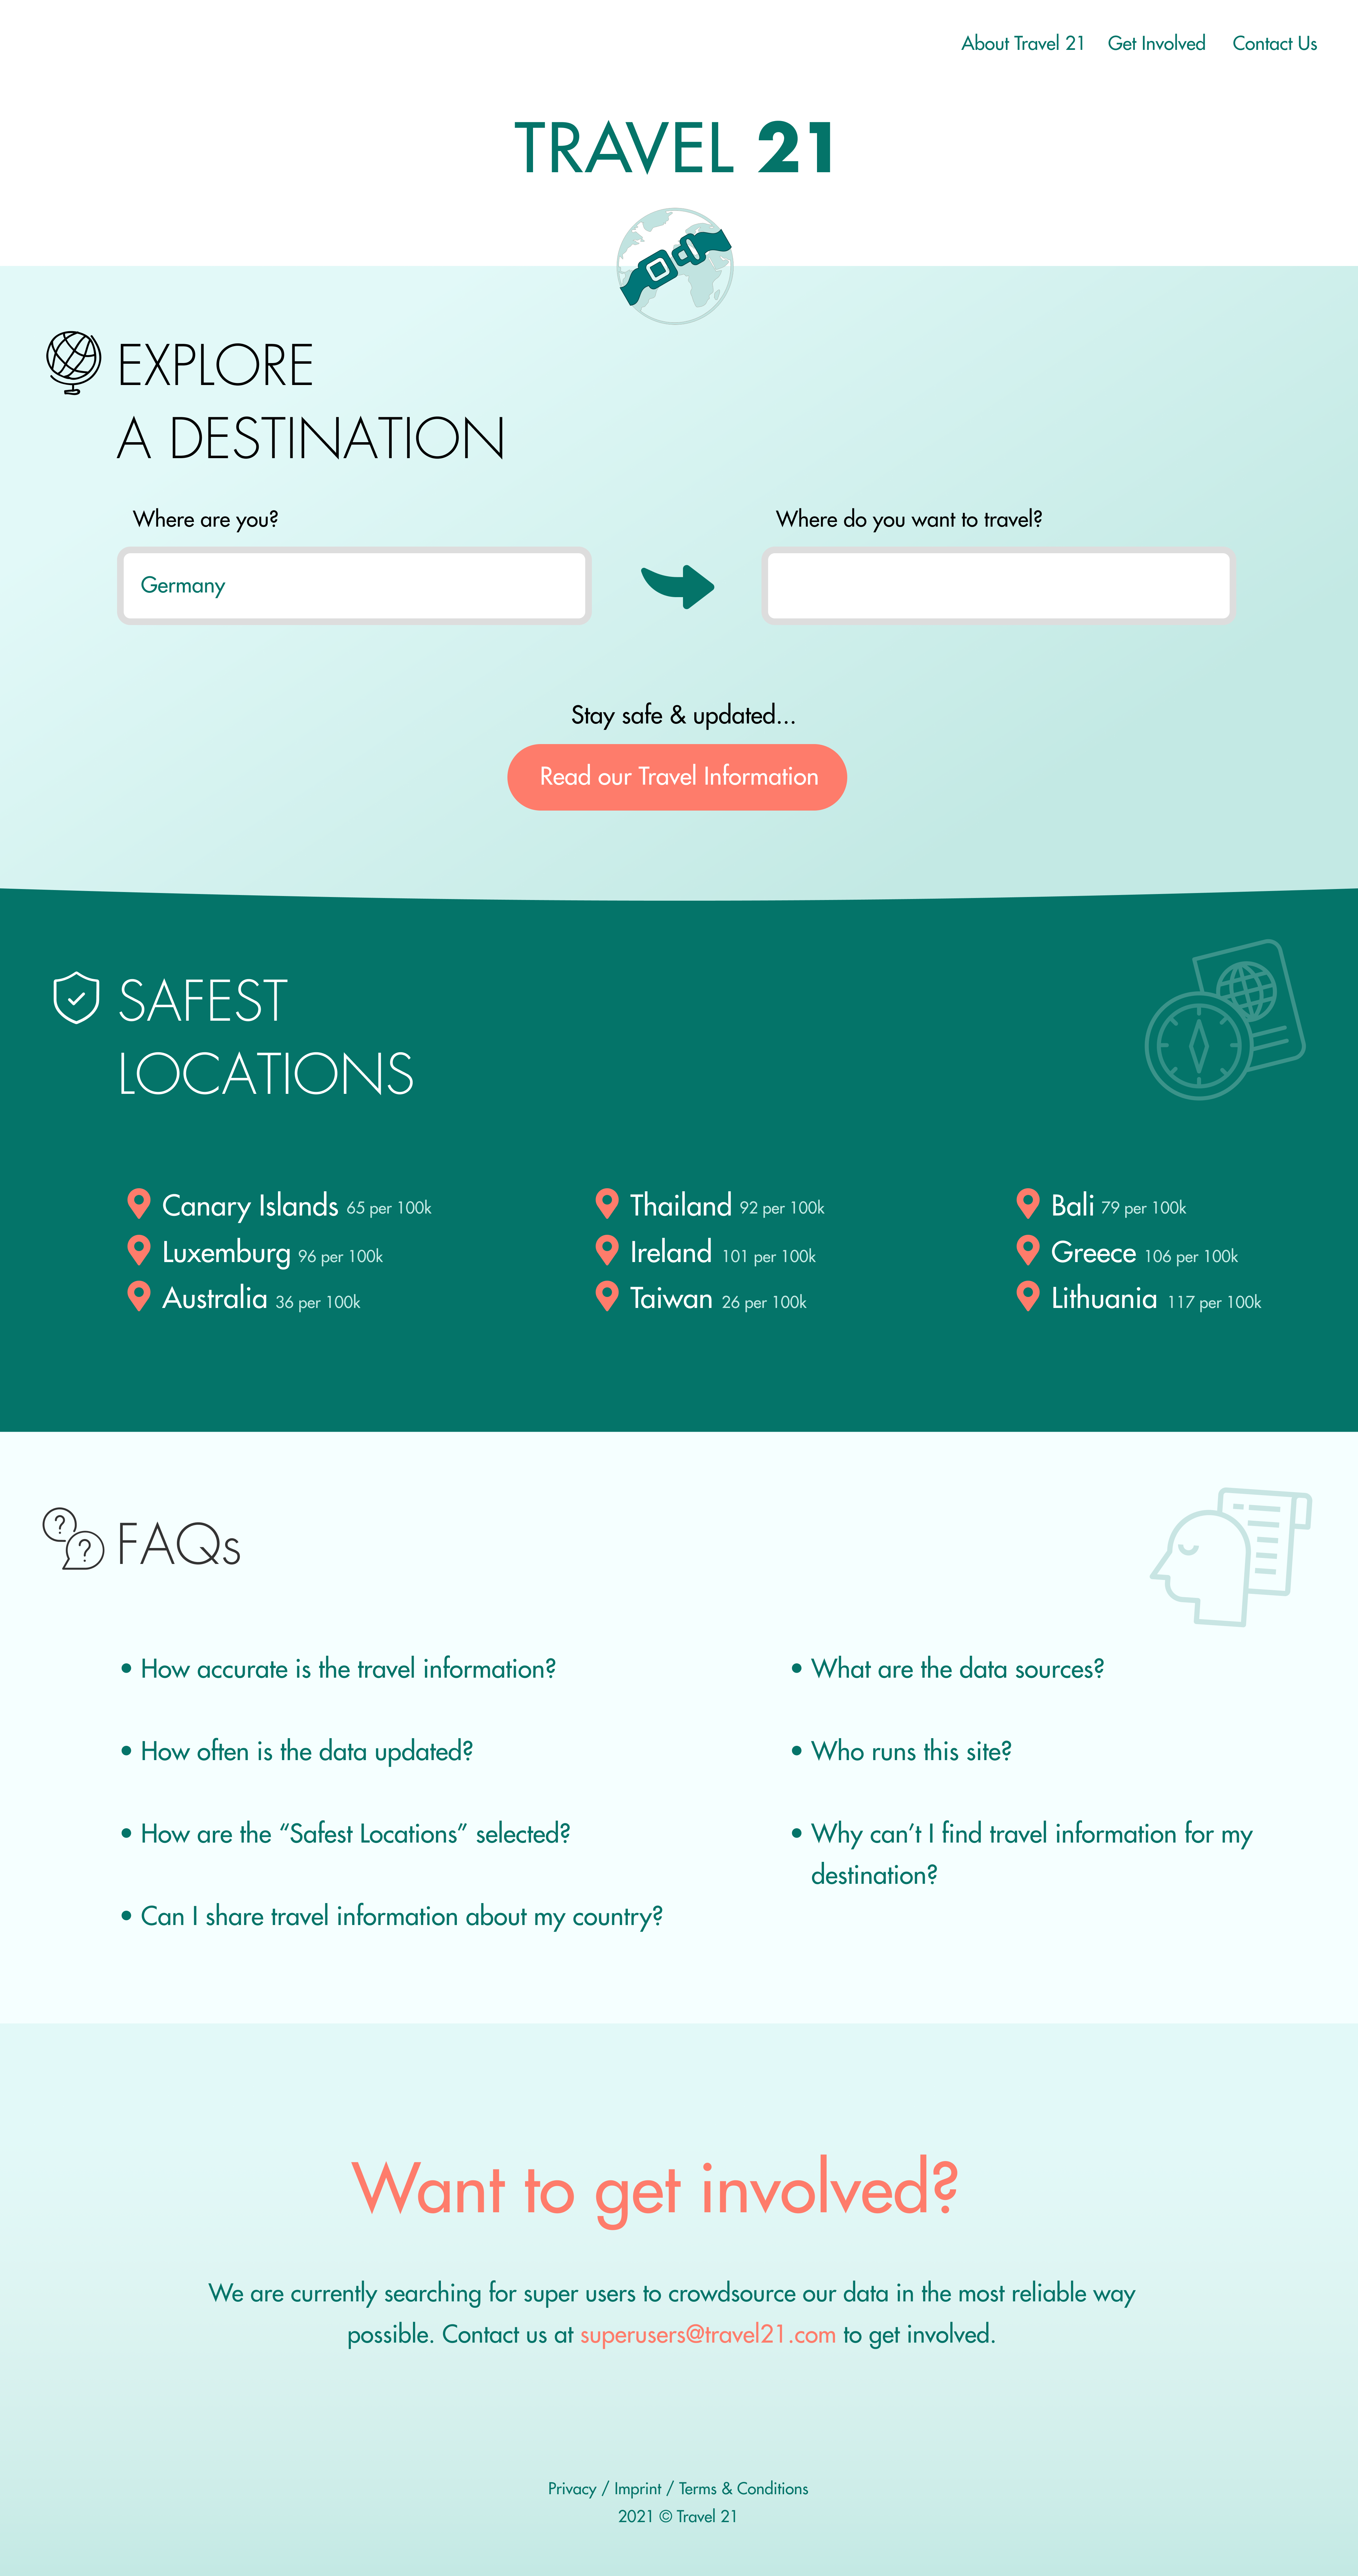 About Travel 21 Get Involved Contact Us
TRAVEL 21
EXPLORE
A DESTINATION
Where are you?
Where do you want to travel?
Germany
Stay safe & updated...
Read our Travel Information
SAFEST
LOCATIONS
Canary Islands 65 per 100k
Thailand 92 per 100k
Bali 79 per 100k
Luxemburg 96 per 100k
Ireland 101 per 100k
Greece 106 per 100k
Australia 36 per 100k
Taiwan 26 per 100k
Lithuania 117 per 100k
? ? FAQs
• How accurate is the travel information?
• How often is the data updated?
• How are the “Safest Locations” selected?
• Can I share travel information about my country?
• What are the data sources?
• Who runs this site?
• Why can’t I find travel information for my
destination?
Want to get involved?
We are currently searching for super users to crowdsource our data in the most reliable way
possible. Contact us at superusers@travel21.com to get involved.
Privacy / Imprint / Terms & Conditions
2021 © Travel 21